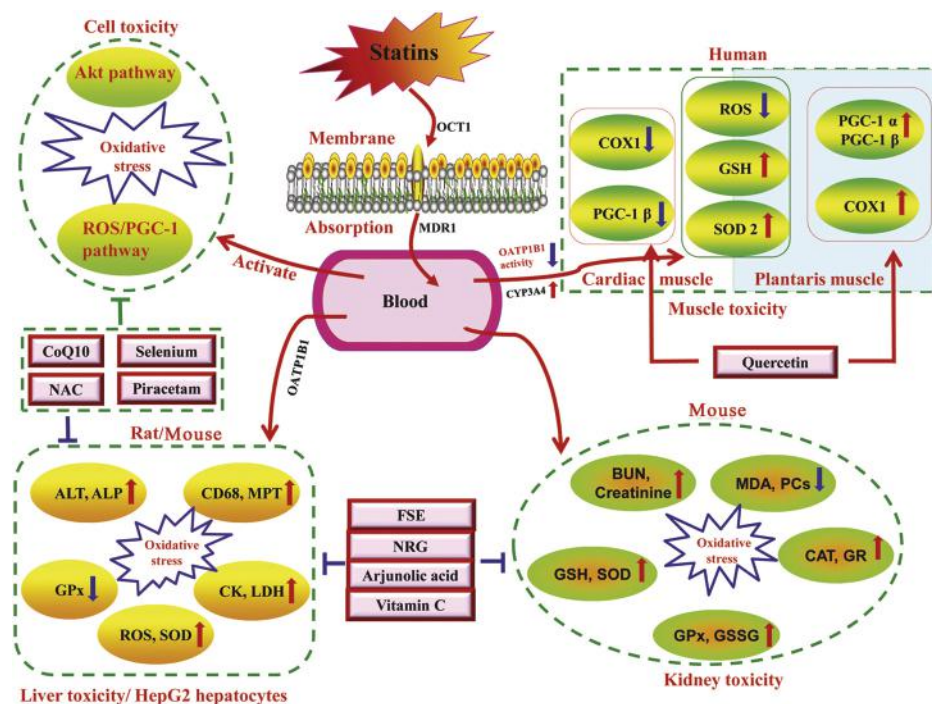 Cell toxicity
Akt pathway
Oxidative
stress
ROS/PGC-1
pathway
Activate
Statins
OCT1
Membrane
Absorption
MDR1
Blood
OATP1B1
activity
CYP3A4
OATP1B1
Human
COX1
PGC-1 β
ROS
GSH
SOD 2
PGC-1 α
PGC-1 β
COX1
Cardiac muscle
Plantaris muscle
Muscle toxicity
Quercetin
CoQ10
Selenium
NAC
Piracetam
Rat/Mouse
ALT, ALP
CD68, MPT
Oxidative
stress
GPx
CK, LDH
ROS, SOD
Liver toxicity/ HepG2 hepatocytes
FSE
NRG
Arjunolic acid
Vitamin C
Mouse
BUN,
Creatinine
MDA, PCs
Oxidative
stress
GSH, SOD
CAT, GR
GPx, GSSG
Kidney toxicity